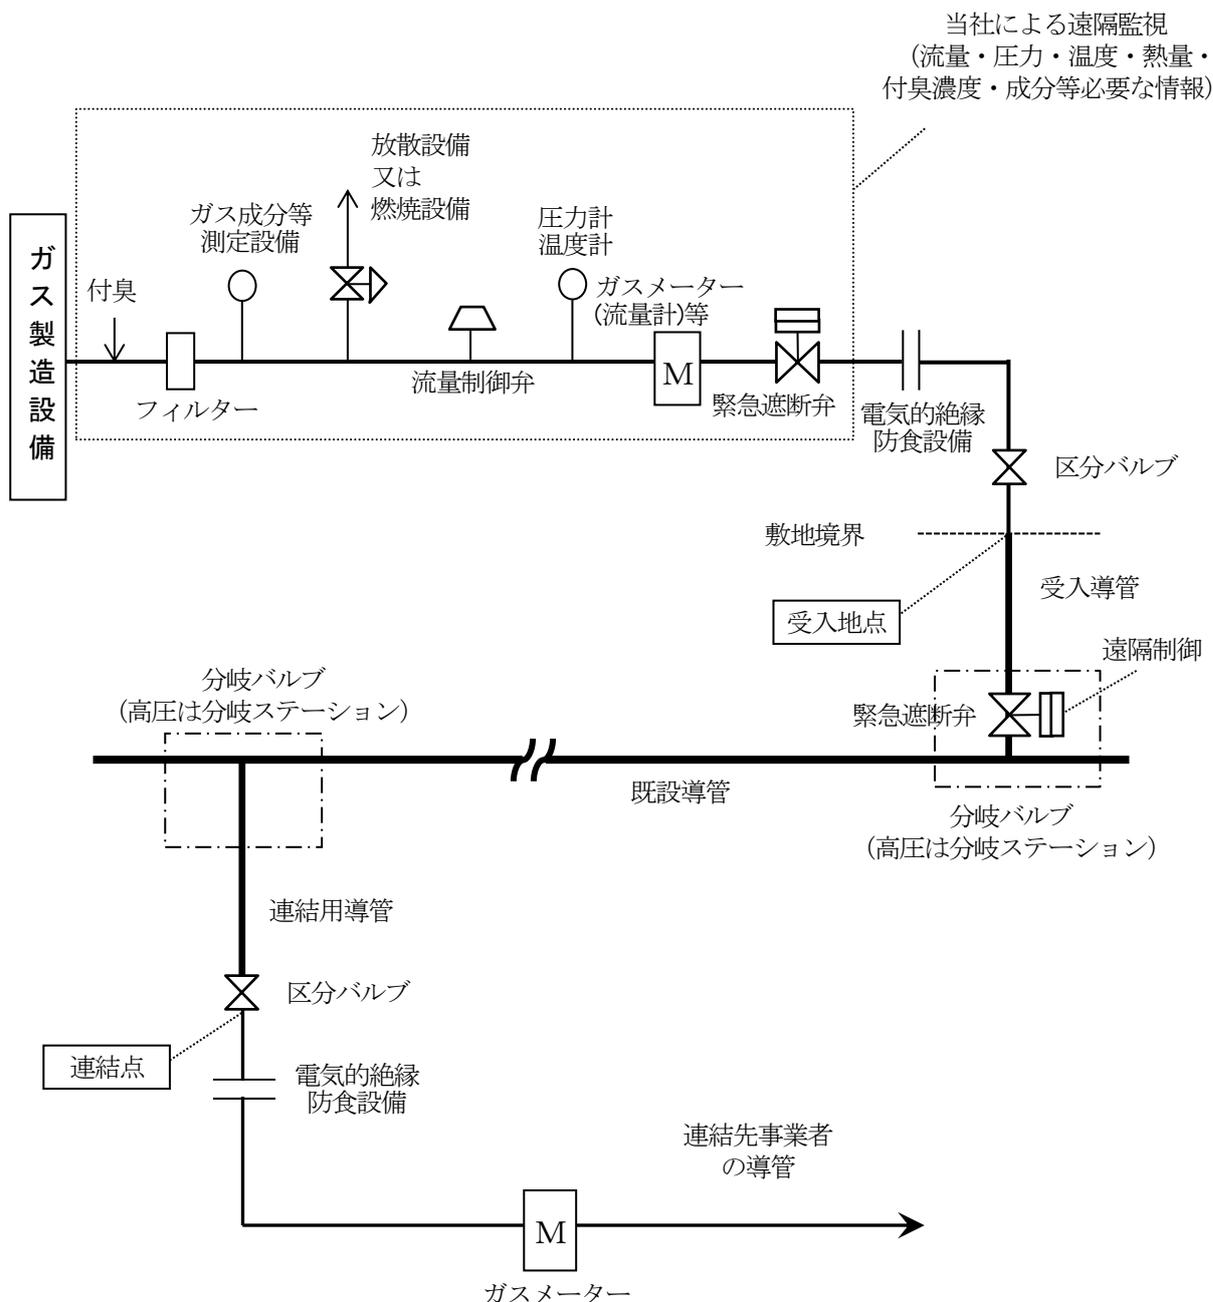 当社による遠隔監視
(流量・圧力・温度・熱量・
付臭濃度・成分等必要な情報)
放散設備
又は
燃焼設備
ガス成分等
測定設備
圧力計
温度計
ガス製造設備
付臭
ガスメーター
(流量計)等
M
フィルター
流量制御弁
緊急遮断弁
電気的絶縁
防食設備
区分バルブ
敷地境界
受入導管
受入地点
遠隔制御
分岐バルブ
(高圧は分岐ステーション)
緊急遮断弁
既設導管
分岐バルブ
(高圧は分岐ステーション)
連結用導管
区分バルブ
連結点
電気的絶縁
防食設備
連結先事業者
の導管
M
ガスメーター